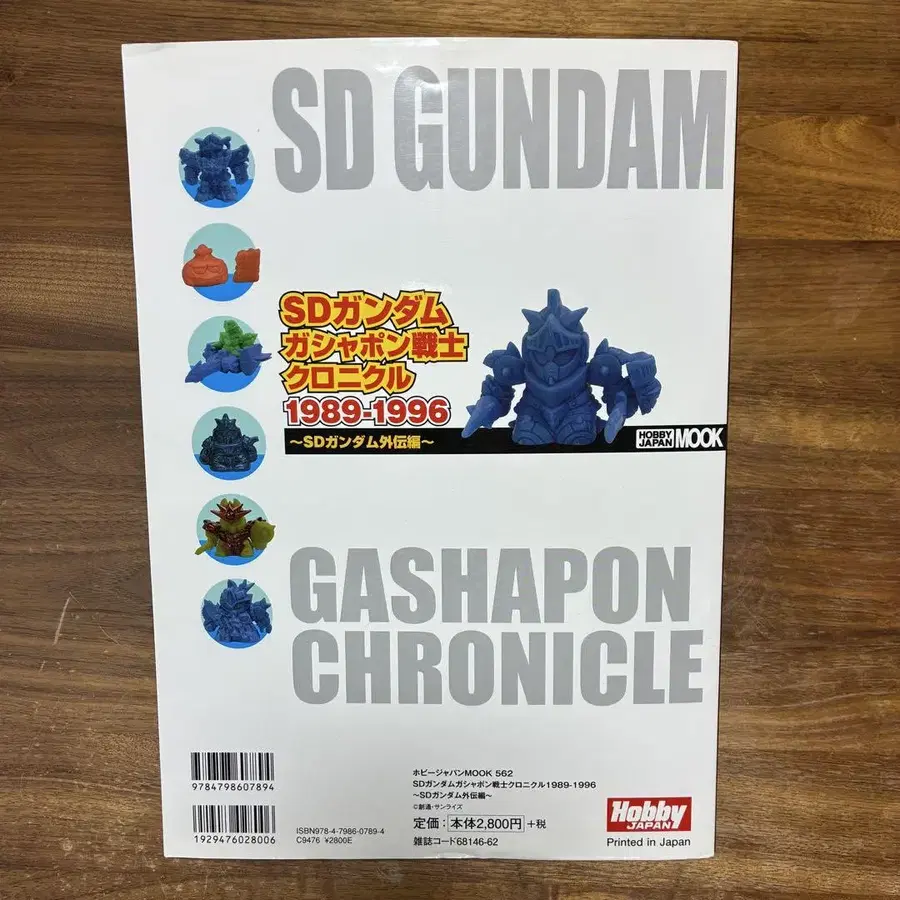 SD GUNDAM
SDガンダム
ガシャポン戦士
クロニクル
1989-1996
〜SDガンダム外伝編〜
HOBBY JAPAN MOOK
GASHAPON
CHRONICLE
9784798607894
1929476028006
ISBN978-4-7986-0789-4
C9476 ¥2800E
ホビージャパンMOOK 562
SDガンダムガシャポン戦士クロニクル1989-1996
〜SDガンダム外伝編〜
©創通・サンライズ
定価：本体2,800円+税
雑誌コード68146-62
Hobby JAPAN
Printed in Japan